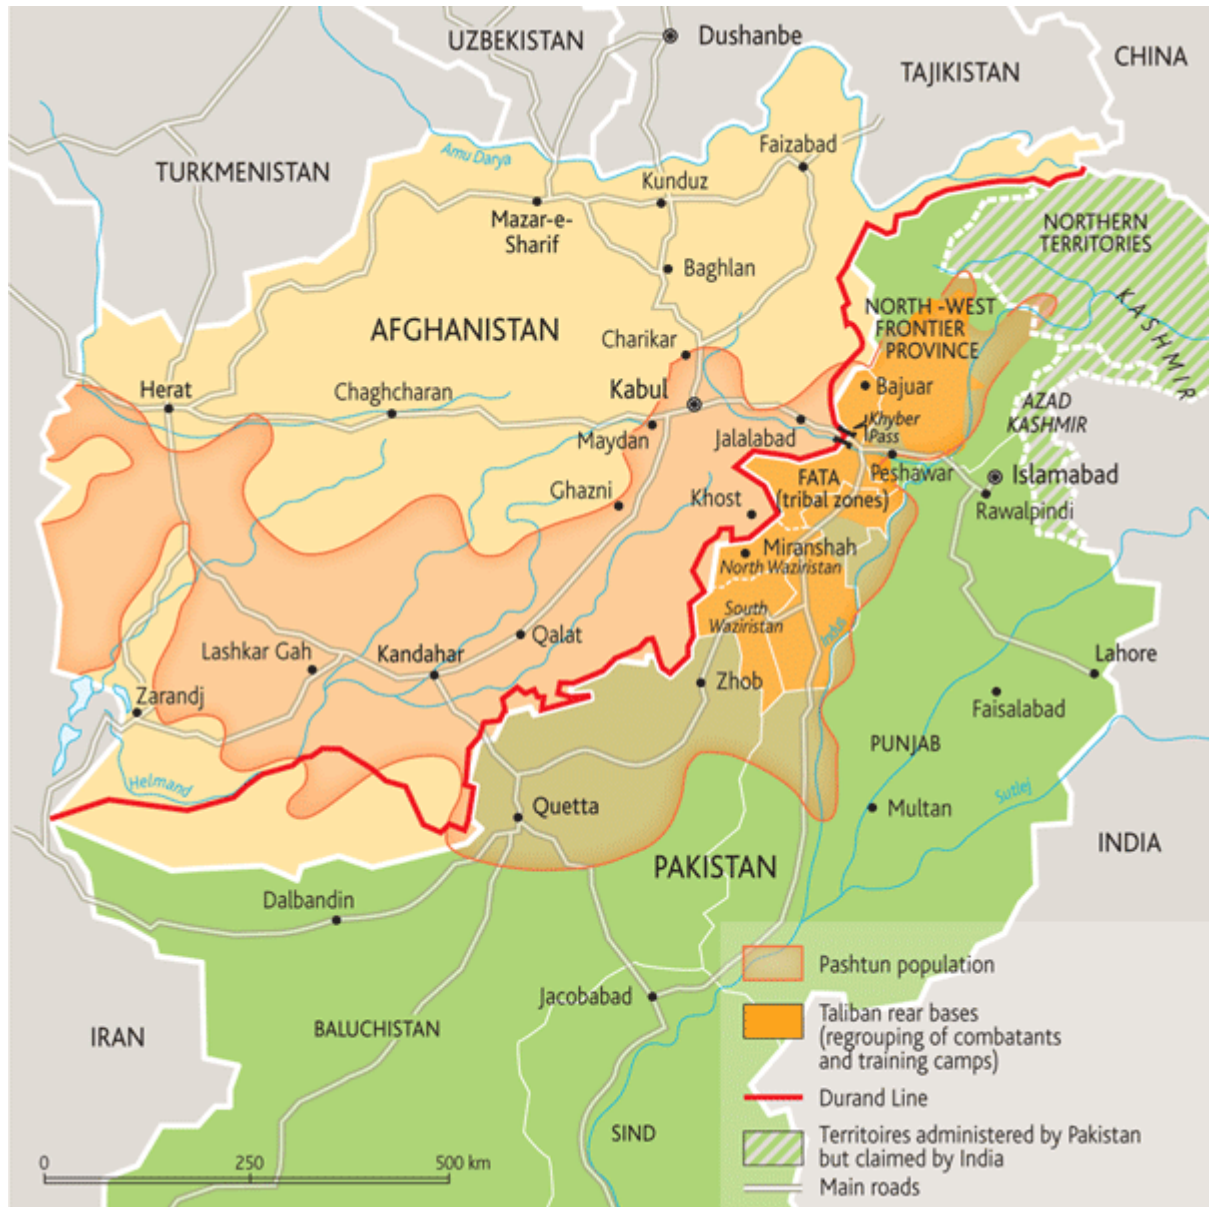 UZBEKISTAN
Dushanbe
CHINA
TAJIKISTAN
Amu Darya
Faizabad
TURKMENISTAN
Kunduz
Mazar-e-
Sharif
NORTHERN
TERRITORIES
Baghlan
KASHMIR
NORTH -WEST
FRONTIER
PROVINCE
AFGHANISTAN
Charikar
Herat
Chaghcharan
Kabul
Bajuar
AZAD
KASHMIR
Khyber
Pass
Maydan
Jalalabad
Peshawar
Islamabad
FATA
(tribal zones)
Ghazni
Khost
Rawalpindi
Miranshah
North Waziristan
South
Waziristan
Indus
Qalat
Lashkar Gah
Kandahar
Lahore
Zhob
Zarandj
Faisalabad
PUNJAB
Helmand
Sutlej
Quetta
Multan
PAKISTAN
INDIA
Dalbandin
Jacobabad
IRAN
BALUCHISTAN
SIND
Pashtun population
Taliban rear bases
(regrouping of combatants
and training camps)
Durand Line
Territoires administered by Pakistan
but claimed by India
Main roads
0 250 500 km